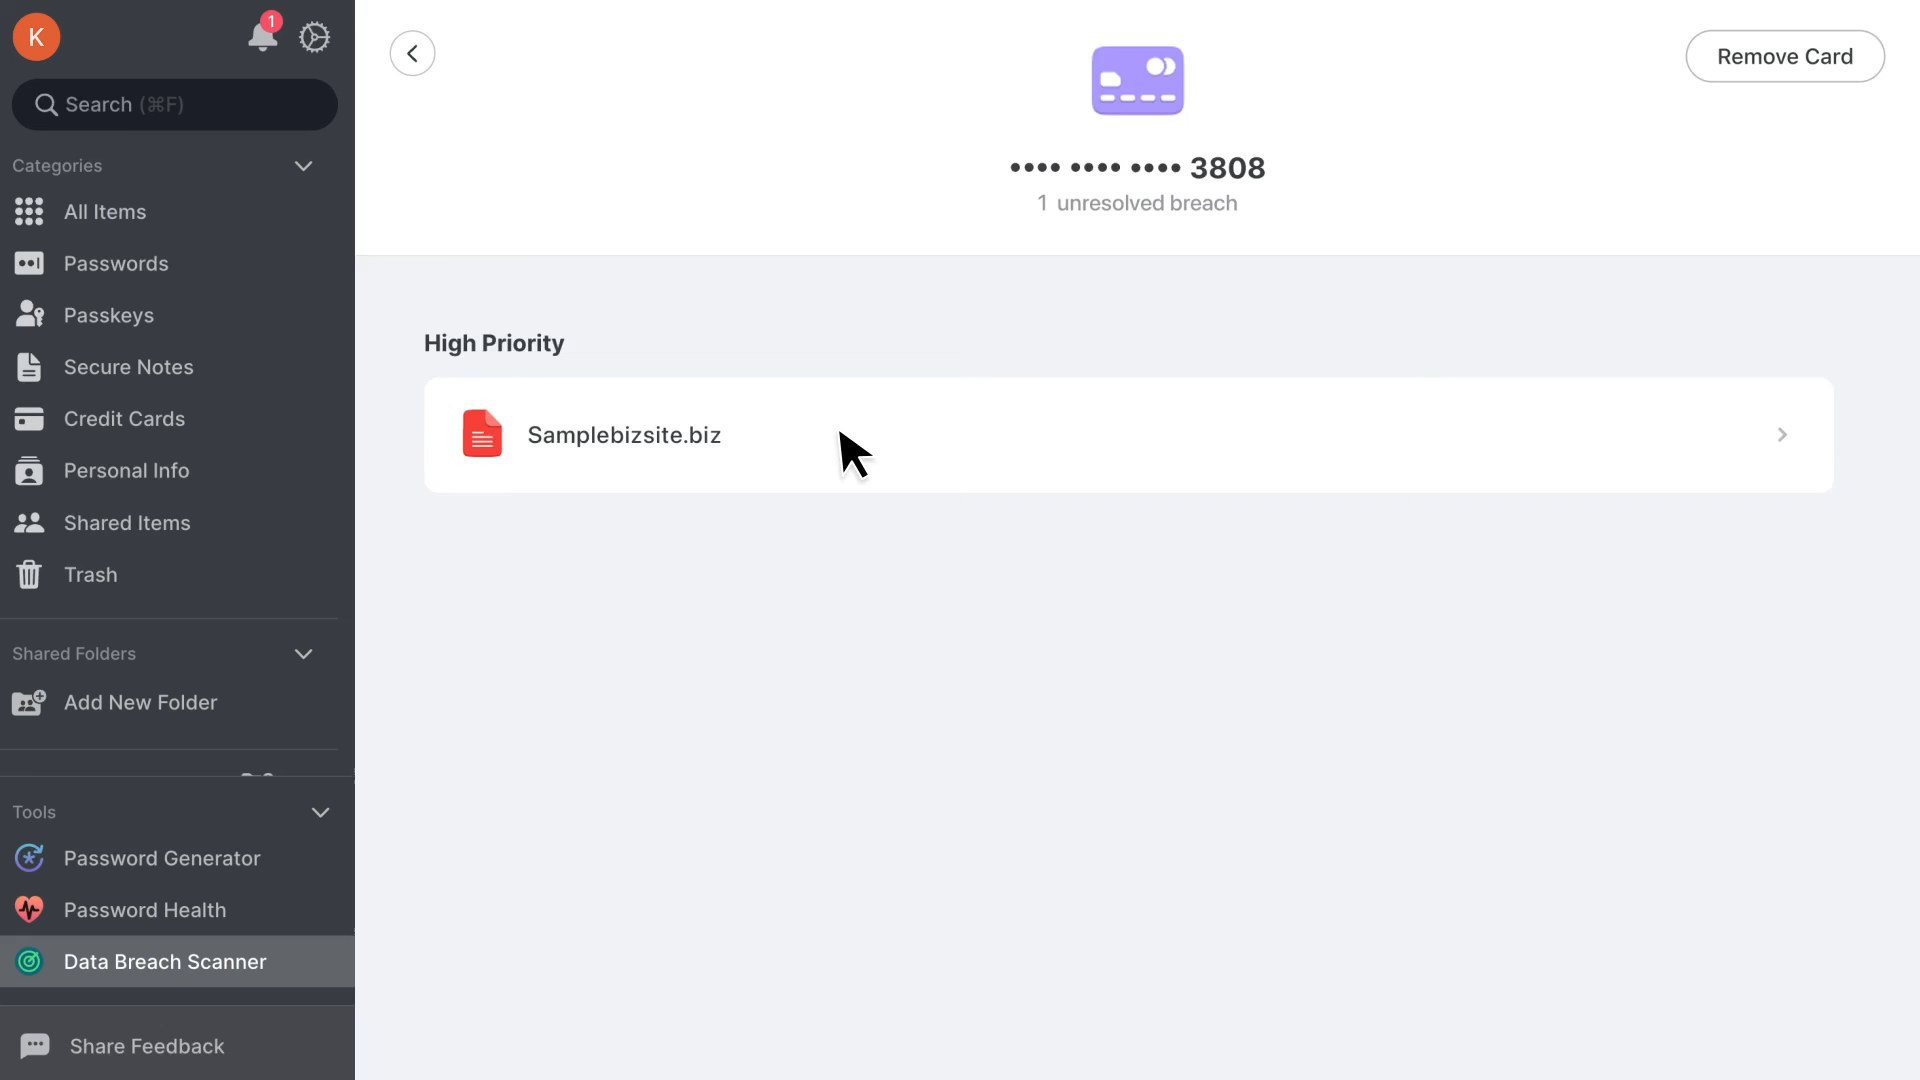 K
1
Search (⌘F)
Categories
All Items
Passwords
Passkeys
Secure Notes
Credit Cards
Personal Info
Shared Items
Trash
Shared Folders
Add New Folder
Tools
Password Generator
Password Health
Data Breach Scanner
Share Feedback
Remove Card
•••• •••• •••• 3808
1 unresolved breach
High Priority
Samplebizsite.biz